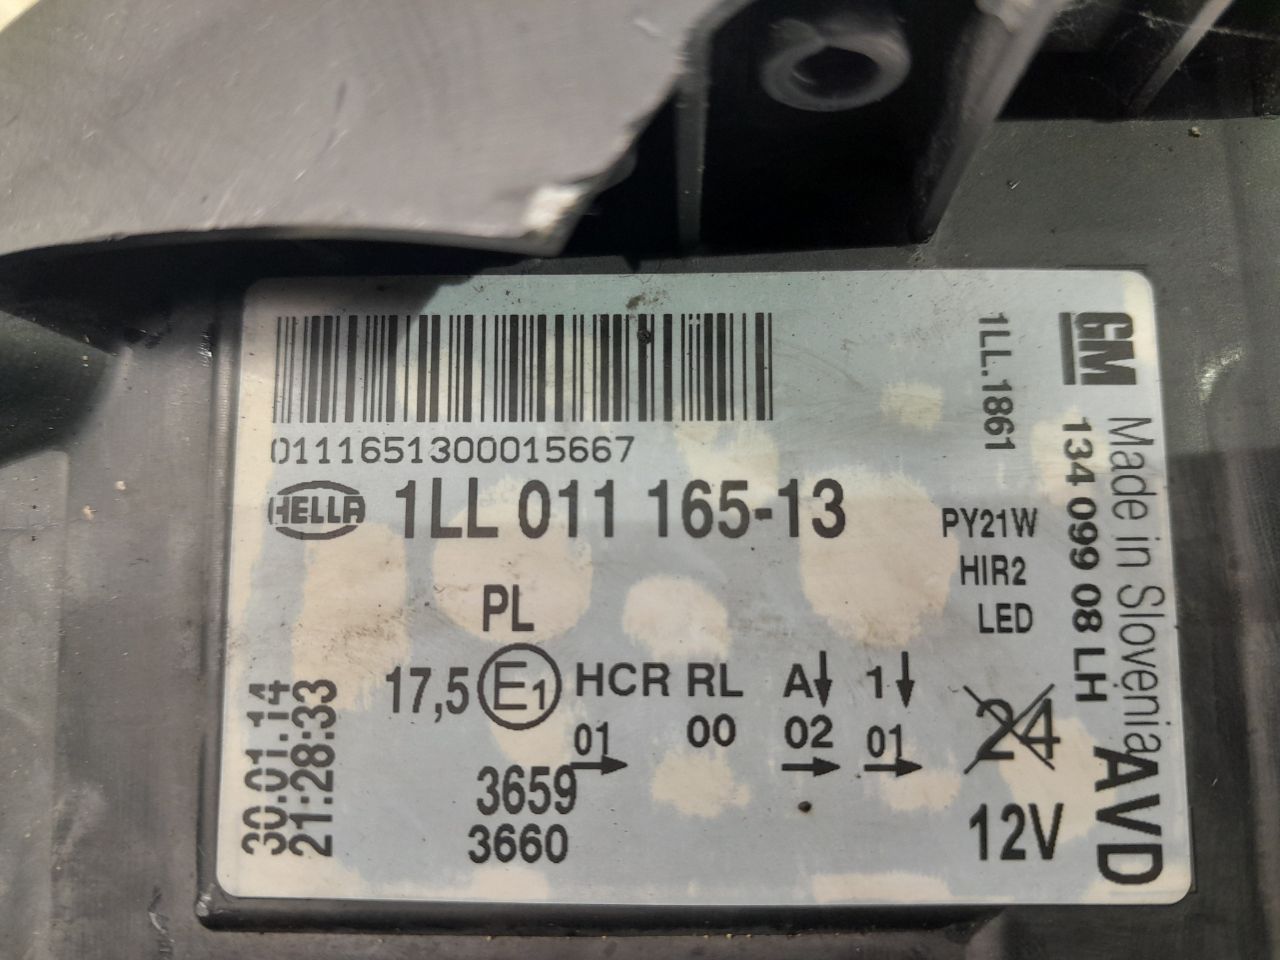 0111651300015667
HELLA 1LL 011 165-13
PL
17,5 E1 HCR RL A↓ 1↓
01 00 02 01
→ → →
3659
3660
30.01.14
21:28:33
PY21W
HIR2
LED
24
12V
1LL.1861
GM
134 099 08 LH
Made in Slovenia
AVD